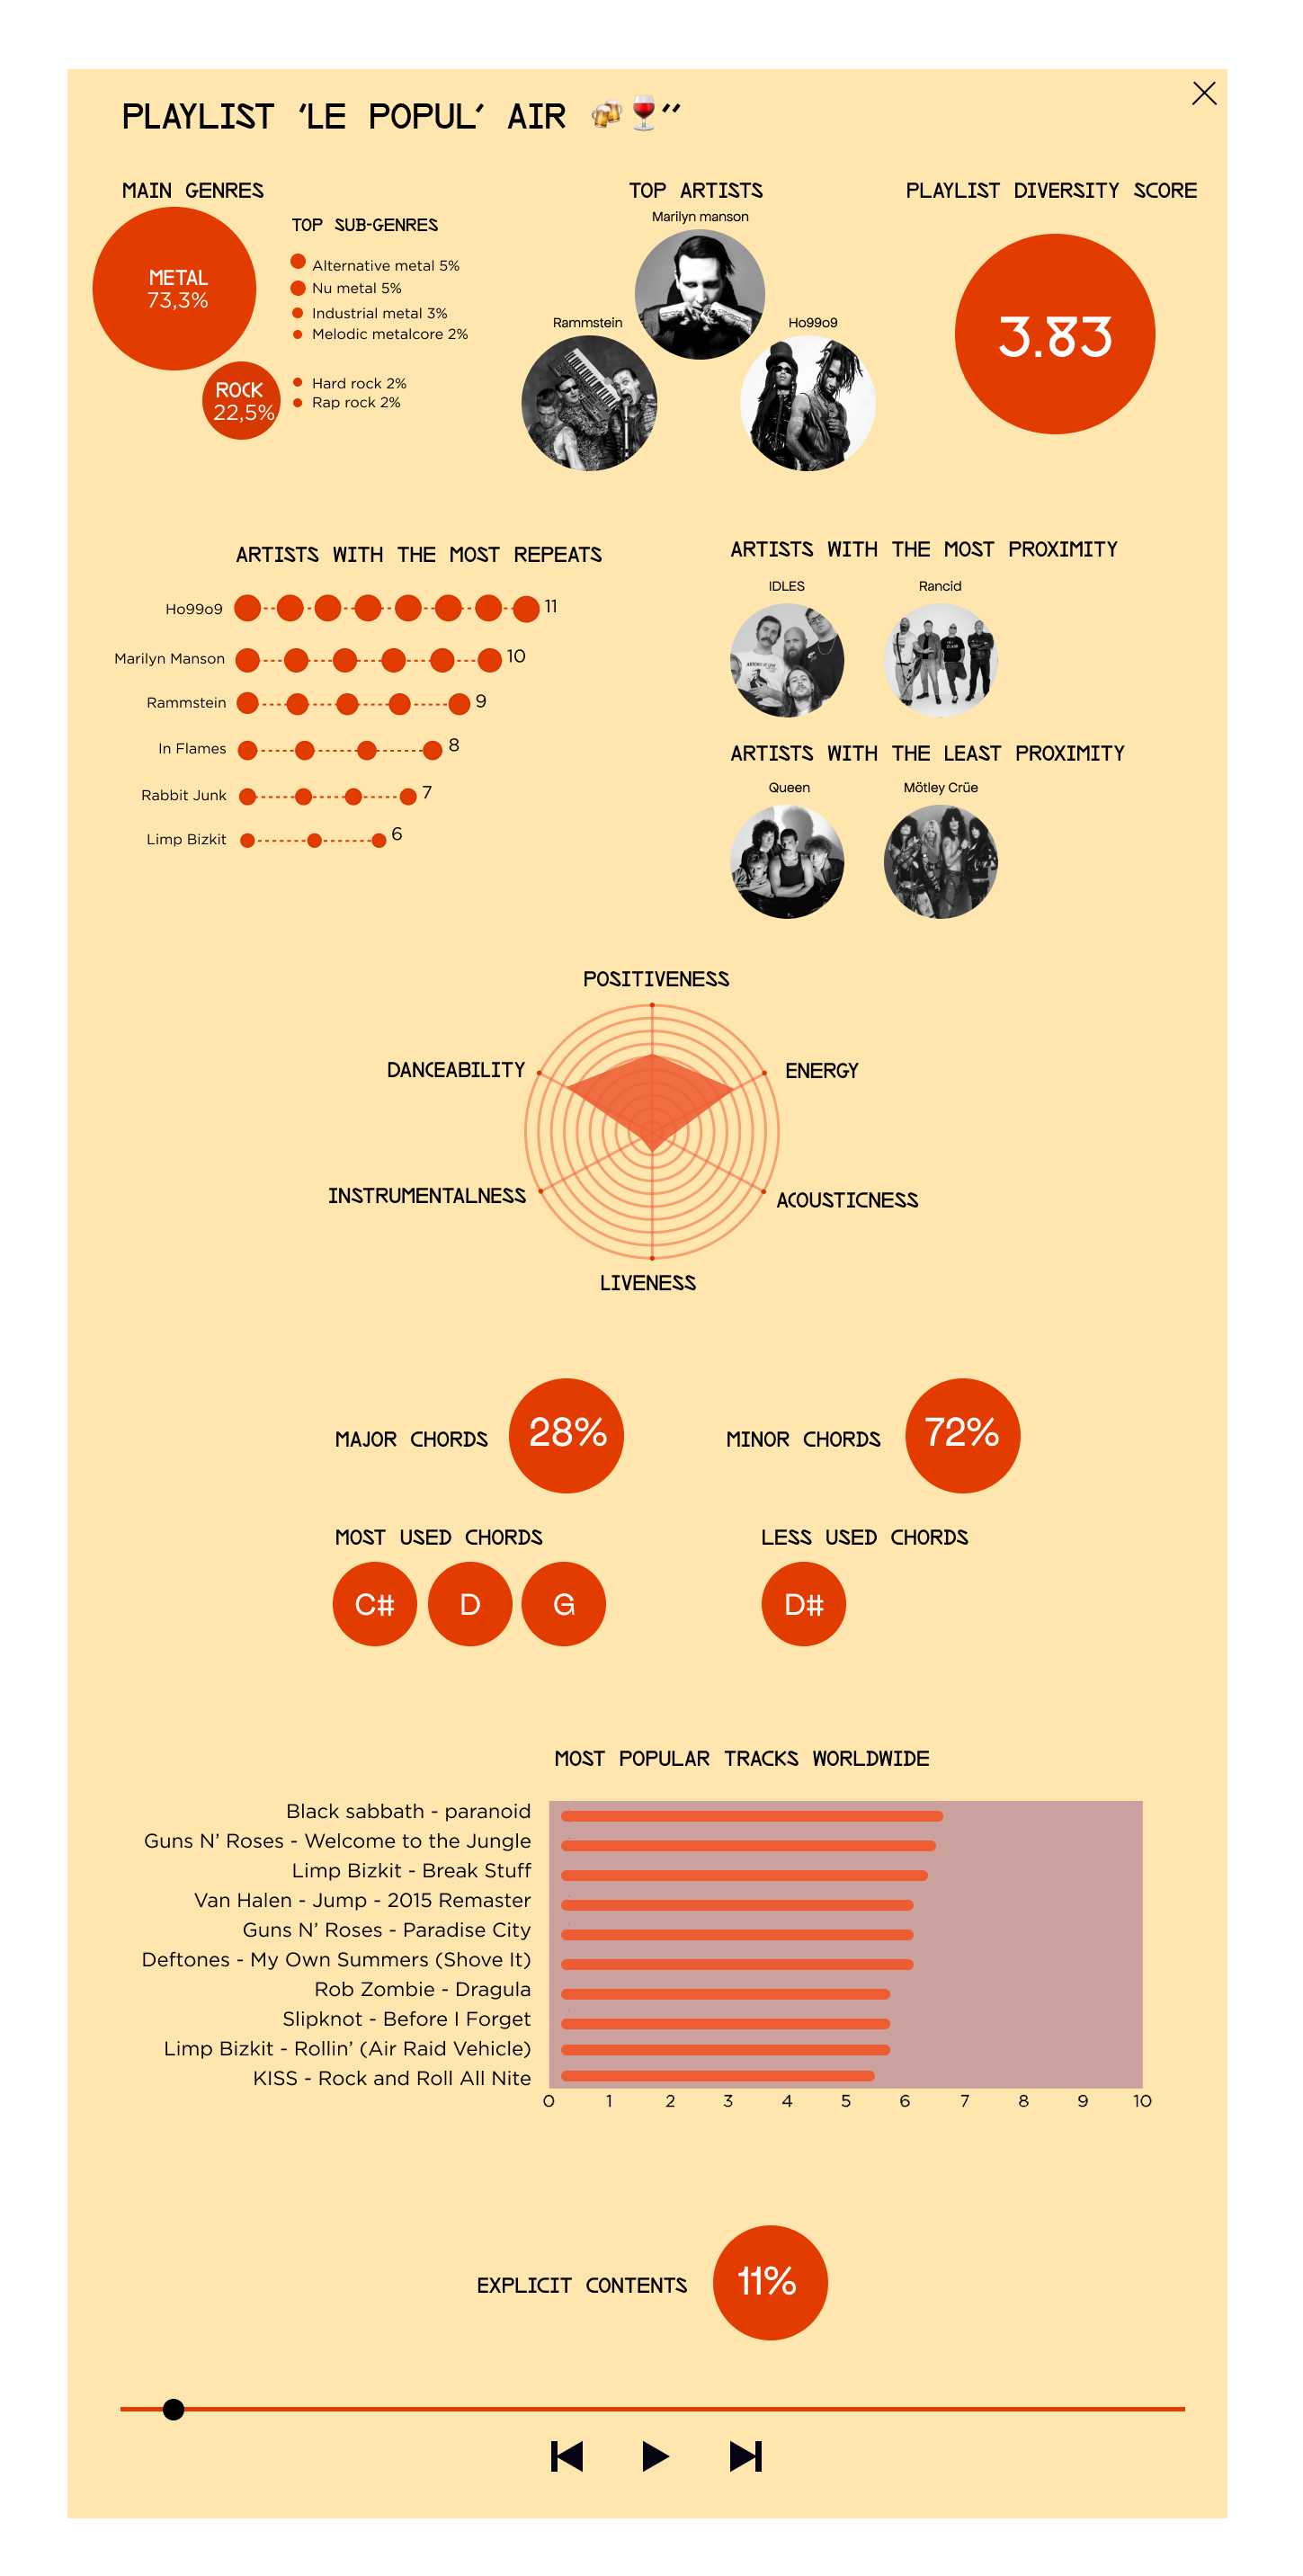 PLAYLIST 'LE POPUL' AIR 🍻🍷"
MAIN GENRES
METAL
73,3%
ROCK
22,5%
TOP SUB-GENRES
Alternative metal 5%
Nu metal 5%
Industrial metal 3%
Melodic metalcore 2%
Hard rock 2%
Rap rock 2%
TOP ARTISTS
Marilyn manson
Rammstein
Ho99o9
PLAYLIST DIVERSITY SCORE
3.83
ARTISTS WITH THE MOST REPEATS
Ho99o9 11
Marilyn Manson 10
Rammstein 9
In Flames 8
Rabbit Junk 7
Limp Bizkit 6
ARTISTS WITH THE MOST PROXIMITY
IDLES Rancid
ARTISTS WITH THE LEAST PROXIMITY
Queen Mötley Crüe
POSITIVENESS
DANCEABILITY ENERGY
INSTRUMENTALNESS ACOUSTICNESS
LIVENESS
MAJOR CHORDS 28%
MINOR CHORDS 72%
MOST USED CHORDS
C# D G
LESS USED CHORDS
D#
MOST POPULAR TRACKS WORLDWIDE
Black sabbath - paranoid
Guns N' Roses - Welcome to the Jungle
Limp Bizkit - Break Stuff
Van Halen - Jump - 2015 Remaster
Guns N' Roses - Paradise City
Deftones - My Own Summers (Shove It)
Rob Zombie - Dragula
Slipknot - Before I Forget
Limp Bizkit - Rollin' (Air Raid Vehicle)
KISS - Rock and Roll All Nite
0 1 2 3 4 5 6 7 8 9 10
EXPLICIT CONTENTS 11%